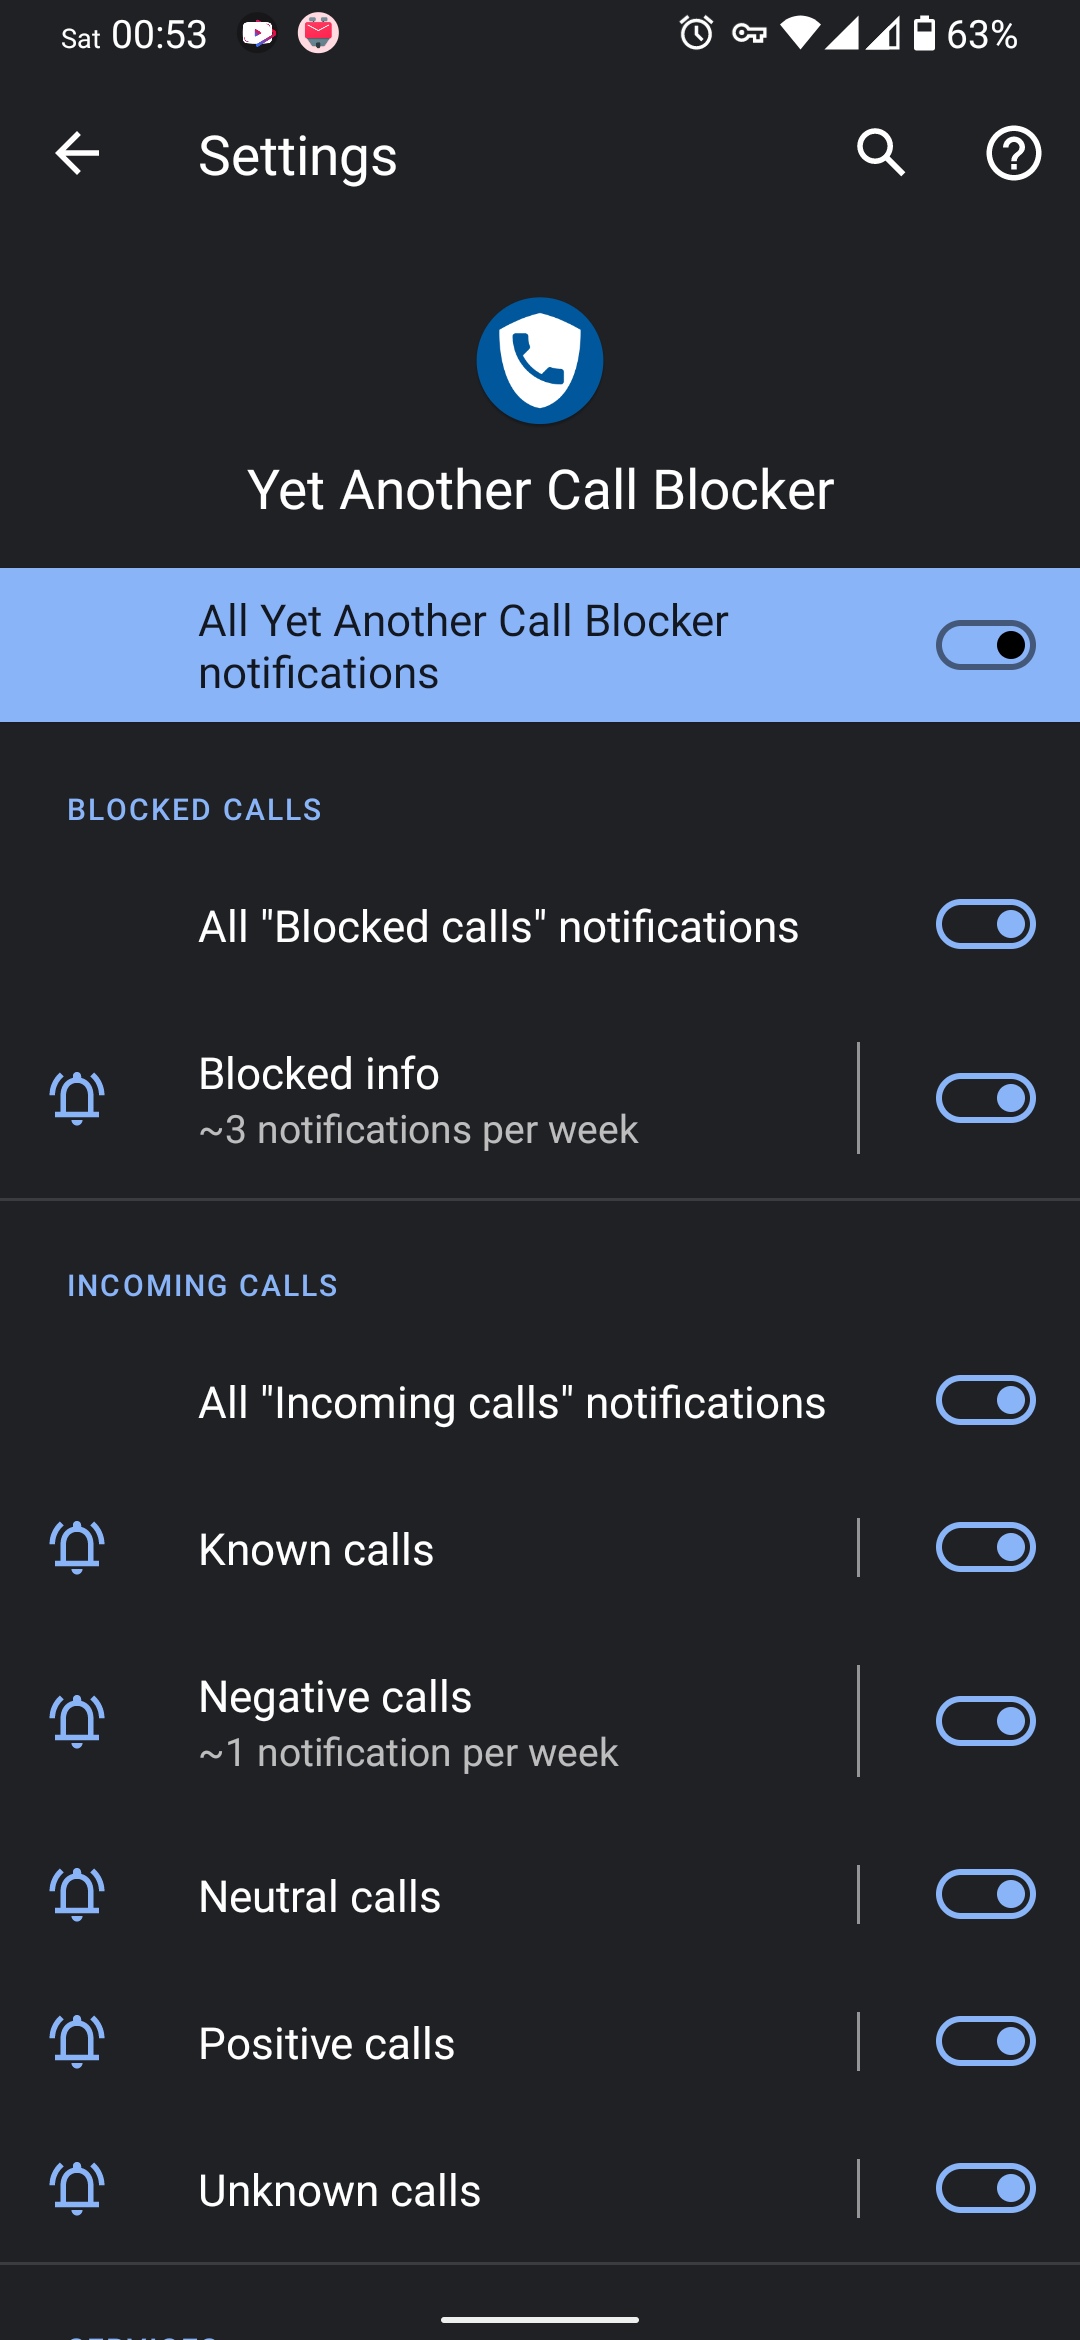 Sat 00:53
63%
Settings
Yet Another Call Blocker
All Yet Another Call Blocker
notifications
BLOCKED CALLS
All "Blocked calls" notifications
Blocked info
~3 notifications per week
INCOMING CALLS
All "Incoming calls" notifications
Known calls
Negative calls
~1 notification per week
Neutral calls
Positive calls
Unknown calls